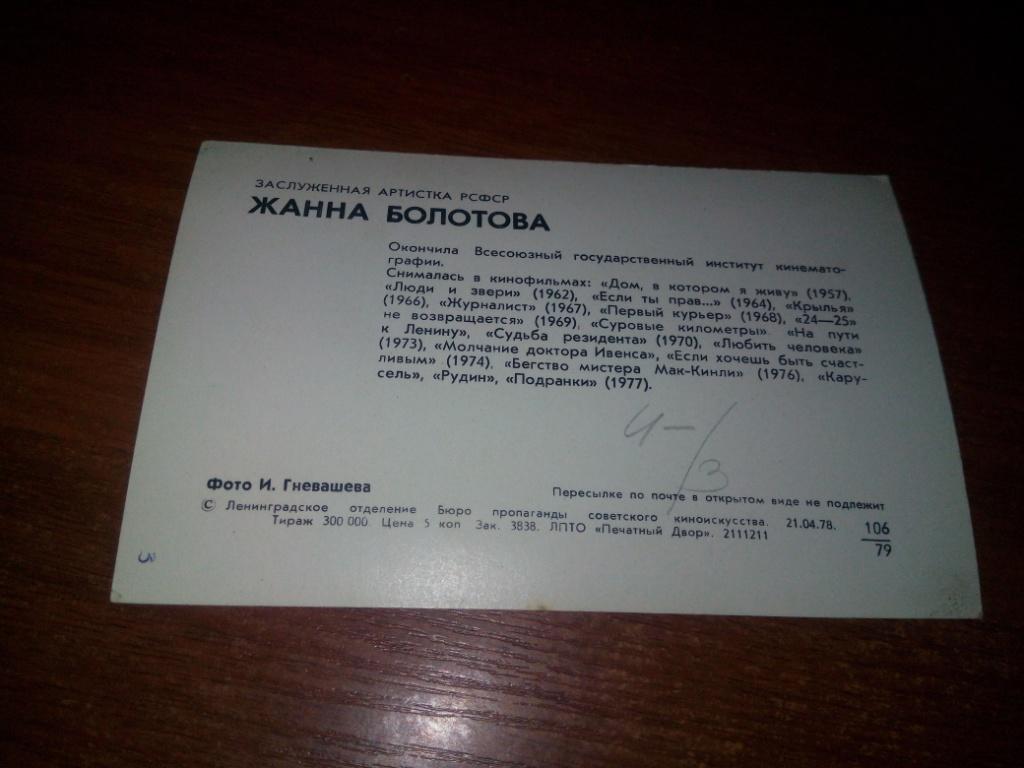 ЗАСЛУЖЕННАЯ АРТИСТКА РСФСР
ЖАННА БОЛОТОВА
Окончила Всесоюзный государственный институт кинемато-
графии.
Снималась в кинофильмах: «Дом, в котором я живу» (1957),
«Люди и звери» (1962), «Если ты прав...» (1964), «Крылья»
(1966), «Журналист» (1967), «Первый курьер» (1968), «24—25»
не возвращается» (1969), «Суровые километры» «На пути
к Ленину», «Судьба резидента» (1970), «Любить человека»
(1973), «Молчание доктора Ивенса», «Если хочешь быть счаст-
ливым» (1974), «Бегство мистера Мак-Кинли» (1976), «Кару-
сель», «Рудин», «Подранки» (1977).
Ч-/3
Фото И. Гневашева
Пересылке по почте в открытом виде не подлежит
© Ленинградское отделение Бюро пропаганды советского киноискусства. 21.04.78.
Тираж 300 000. Цена 5 коп Зак. 3838. ЛПТО «Печатный Двор». 2111211
106
79